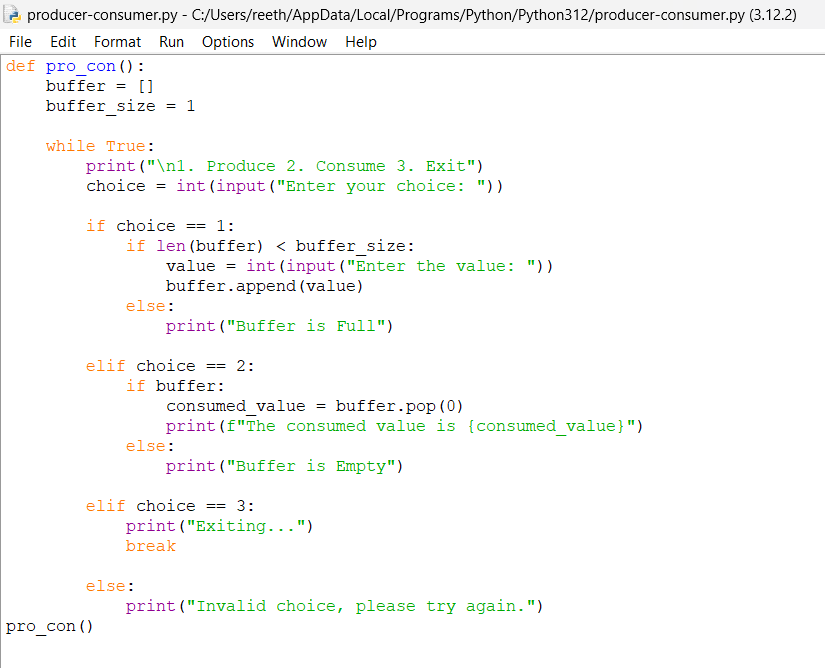 producer-consumer.py - C:/Users/reeth/AppData/Local/Programs/Python/Python312/producer-consumer.py (3.12.2)
File Edit Format Run Options Window Help
def pro_con():
    buffer = []
    buffer_size = 1

    while True:
        print("\n1. Produce 2. Consume 3. Exit")
        choice = int(input("Enter your choice: "))

        if choice == 1:
            if len(buffer) < buffer_size:
                value = int(input("Enter the value: "))
                buffer.append(value)
            else:
                print("Buffer is Full")

        elif choice == 2:
            if buffer:
                consumed_value = buffer.pop(0)
                print(f"The consumed value is {consumed_value}")
            else:
                print("Buffer is Empty")

        elif choice == 3:
            print("Exiting...")
            break

        else:
            print("Invalid choice, please try again.")
pro_con()